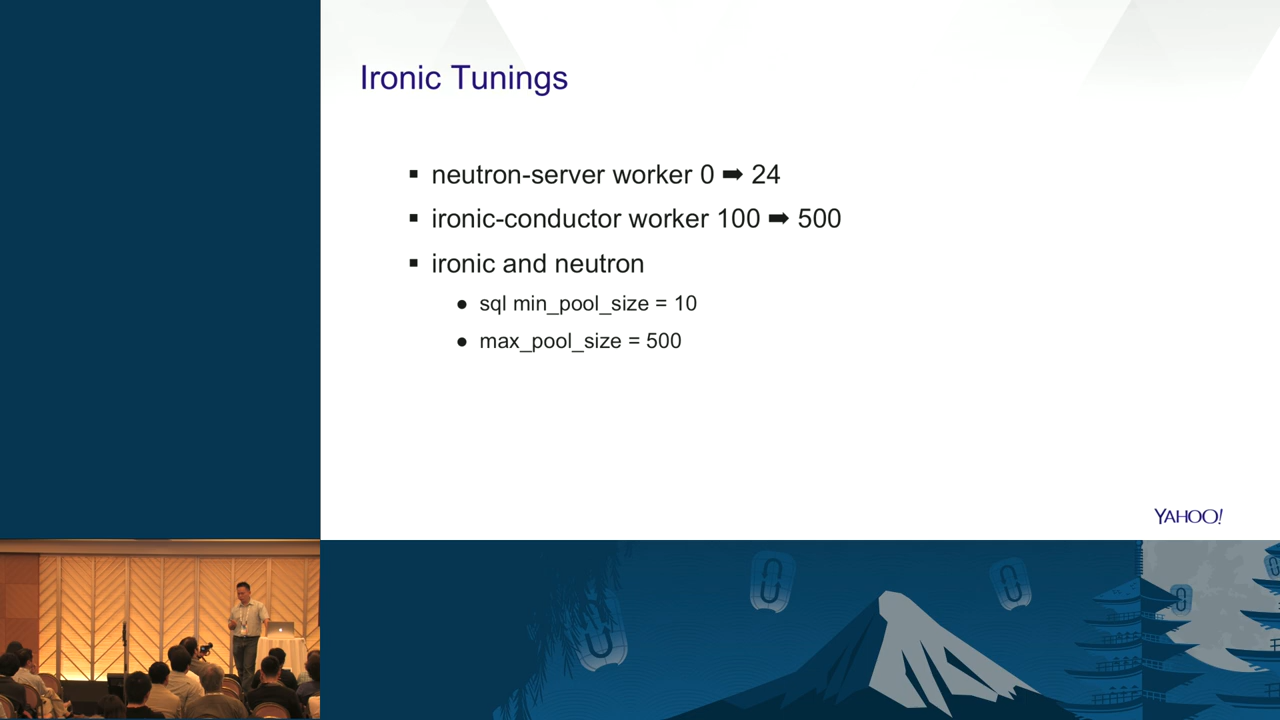 Ironic Tunings
▪ neutron-server worker 0 ➡ 24
▪ ironic-conductor worker 100 ➡ 500
▪ ironic and neutron
● sql min_pool_size = 10
● max_pool_size = 500
YAHOO!